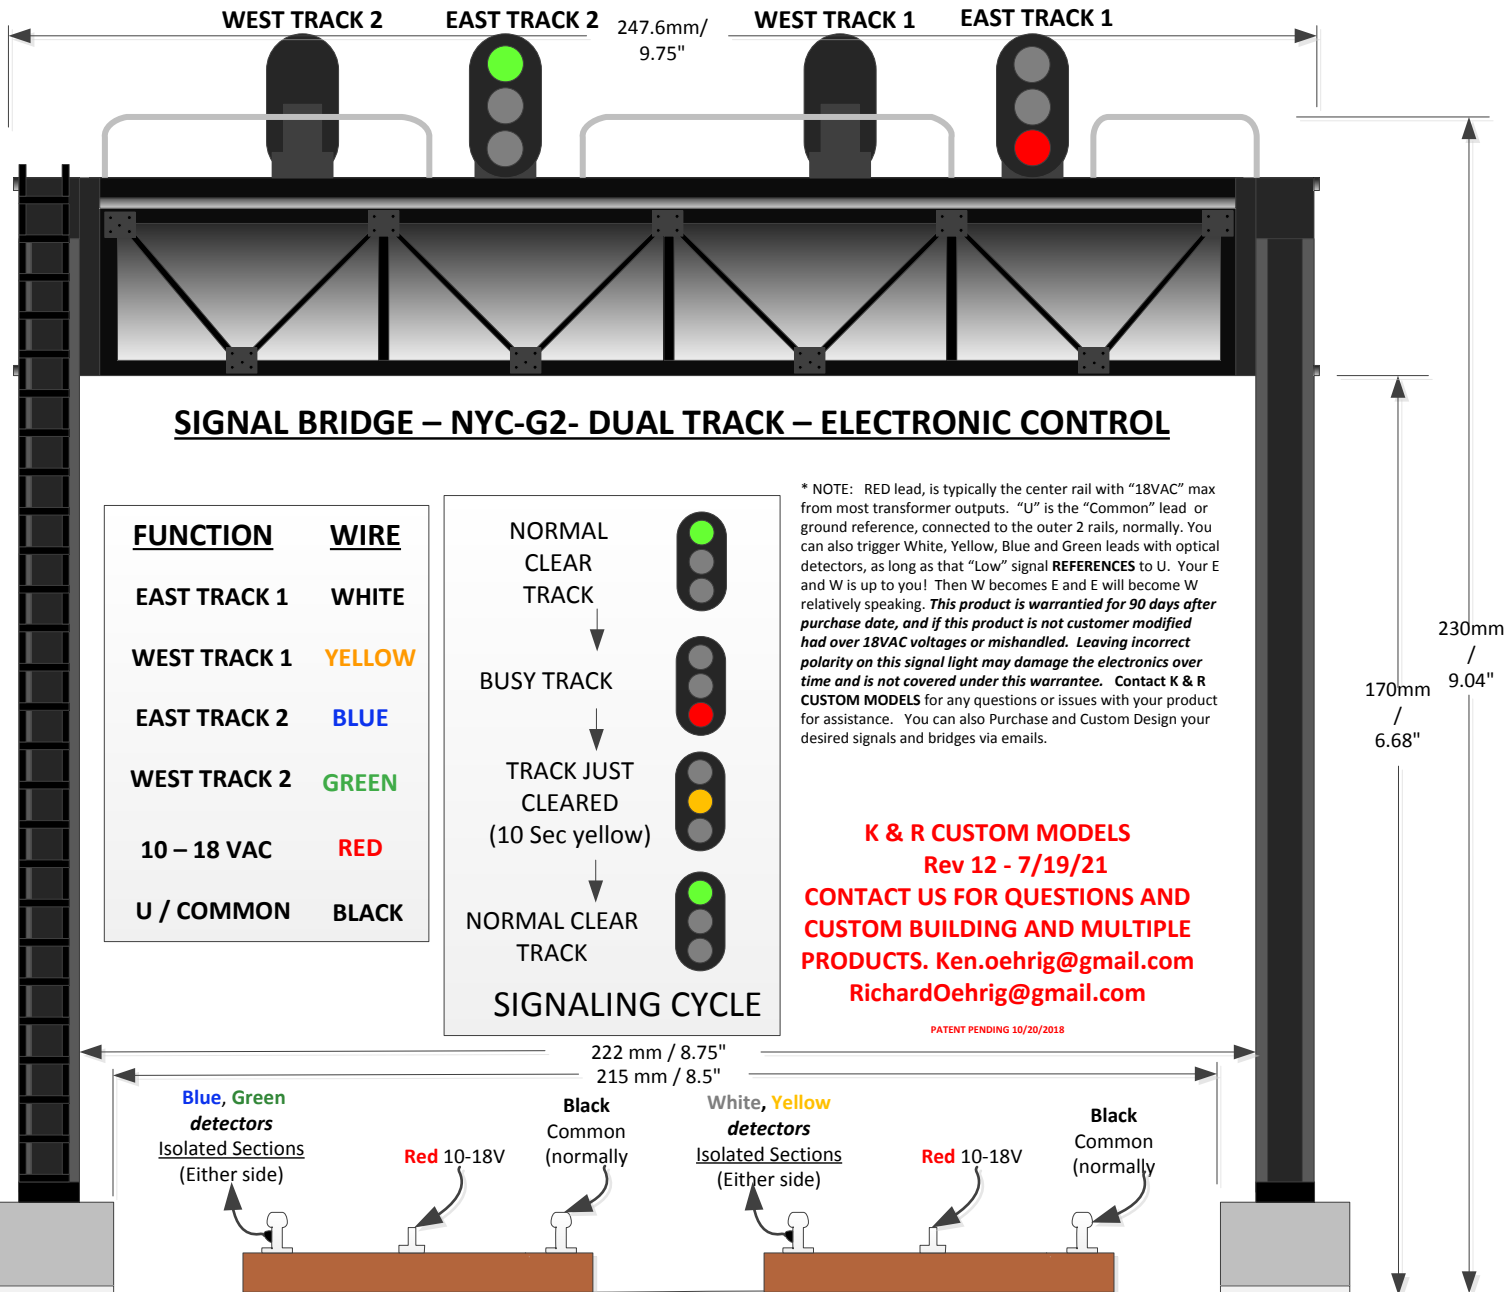 WEST TRACK 2
EAST TRACK 2
WEST TRACK 1
EAST TRACK 1
247.6mm/
9.75"
SIGNAL BRIDGE – NYC-G2- DUAL TRACK – ELECTRONIC CONTROL
FUNCTION WIRE
EAST TRACK 1 WHITE
WEST TRACK 1 YELLOW
EAST TRACK 2 BLUE
WEST TRACK 2 GREEN
10 – 18 VAC RED
U / COMMON BLACK
NORMAL
CLEAR
TRACK
BUSY TRACK
TRACK JUST
CLEARED
(10 Sec yellow)
NORMAL CLEAR
TRACK
SIGNALING CYCLE
* NOTE: RED lead, is typically the center rail with “18VAC” max
from most transformer outputs. “U” is the “Common” lead or
ground reference, connected to the outer 2 rails, normally. You
can also trigger White, Yellow, Blue and Green leads with optical
detectors, as long as that “Low” signal REFERENCES to U. Your E
and W is up to you! Then W becomes E and E will become W
relatively speaking. This product is warrantied for 90 days after
purchase date, and if this product is not customer modified
had over 18VAC voltages or mishandled. Leaving incorrect
polarity on this signal light may damage the electronics over
time and is not covered under this warrantee. Contact K & R
CUSTOM MODELS for any questions or issues with your product
for assistance. You can also Purchase and Custom Design your
desired signals and bridges via emails.
K & R CUSTOM MODELS
Rev 12 - 7/19/21
CONTACT US FOR QUESTIONS AND
CUSTOM BUILDING AND MULTIPLE
PRODUCTS. Ken.oehrig@gmail.com
RichardOehrig@gmail.com
PATENT PENDING 10/20/2018
230mm
/
9.04"
170mm
/
6.68"
222 mm / 8.75"
215 mm / 8.5"
Blue, Green
detectors
Isolated Sections
(Either side)
Red 10-18V
Black
Common
(normally
White, Yellow
detectors
Isolated Sections
(Either side)
Red 10-18V
Black
Common
(normally